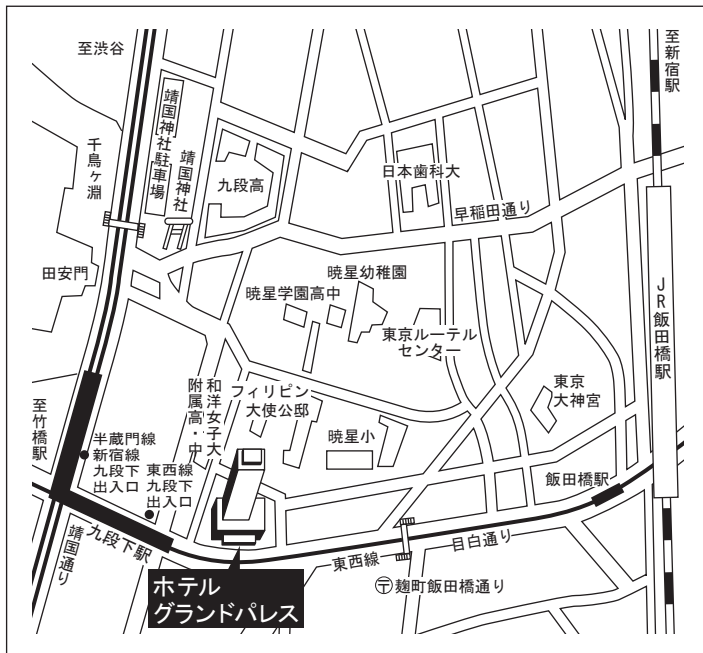 至渋谷
至新宿駅
靖国神社駐車場
靖国神社
千鳥ヶ淵
九段高
日本歯科大
早稲田通り
田安門
暁星幼稚園
暁星学園高中
東京ルーテル
センター
JR飯田橋駅
和洋女子大
附属高・中
フィリピン
大使公邸
東京
大神宮
暁星小
至竹橋駅
半蔵門線
新宿線
九段下
出入口
東西線
九段下
出入口
飯田橋駅
九段下駅
靖国通り
東西線
目白通り
〒麹町飯田橋通り
ホテル
グランドパレス